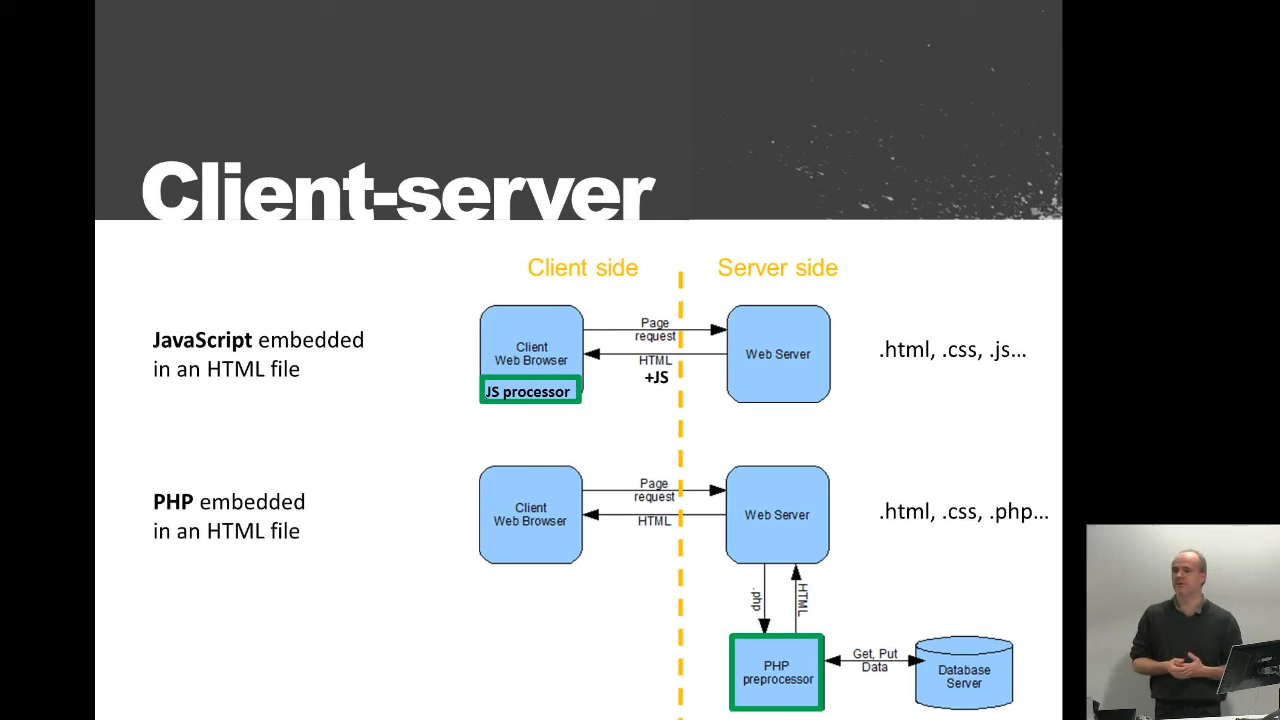 Client-server
Client side
Server side
JavaScript embedded
in an HTML file
Client
Web Browser
JS processor
Page
request
HTML
+JS
Web Server
.html, .css, .js...
PHP embedded
in an HTML file
Client
Web Browser
Page
request
HTML
Web Server
.html, .css, .php...
.php
HTML
PHP
preprocessor
Get, Put
Data
Database
Server